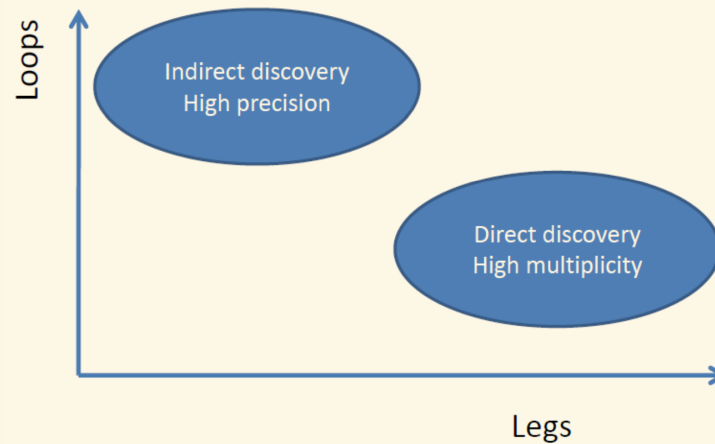 Loops
Indirect discovery
High precision
Direct discovery
High multiplicity
Legs